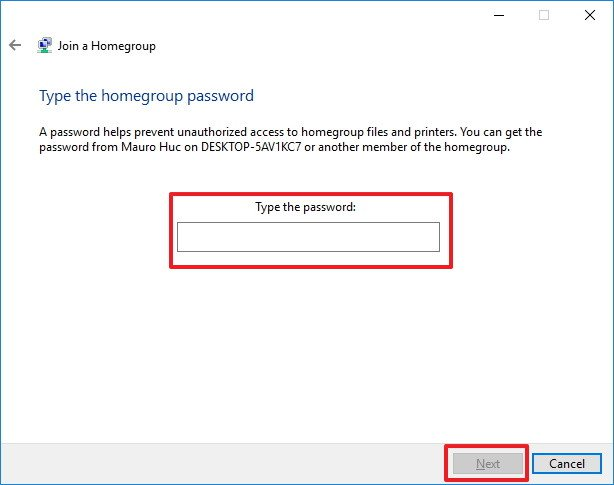 Join a Homegroup
Type the homegroup password
A password helps prevent unauthorized access to homegroup files and printers. You can get the
password from Mauro Huc on DESKTOP-5AV1KC7 or another member of the homegroup.
Type the password:
Next
Cancel